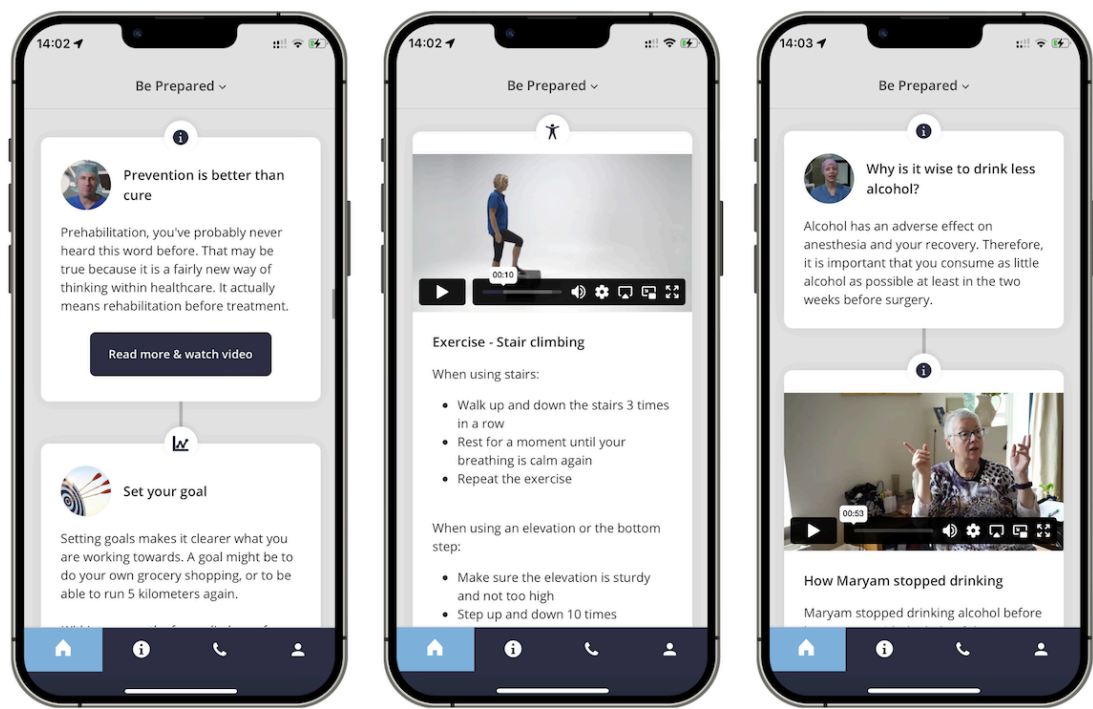 14:02
Be Prepared
Prevention is better than
cure
Prehabilitation, you've probably never
heard this word before. That may be
true because it is a fairly new way of
thinking within healthcare. It actually
means rehabilitation before treatment.
Read more & watch video
Set your goal
Setting goals makes it clearer what you
are working towards. A goal might be to
do your own grocery shopping, or to be
able to run 5 kilometers again.
14:02
Be Prepared
00:10
Exercise - Stair climbing
When using stairs:
• Walk up and down the stairs 3 times
in a row
• Rest for a moment until your
breathing is calm again
• Repeat the exercise
When using an elevation or the bottom
step:
• Make sure the elevation is sturdy
and not too high
• Step up and down 10 times
14:03
Be Prepared
Why is it wise to drink less
alcohol?
Alcohol has an adverse effect on
anesthesia and your recovery. Therefore,
it is important that you consume as little
alcohol as possible at least in the two
weeks before surgery.
00:53
How Maryam stopped drinking
Maryam stopped drinking alcohol before